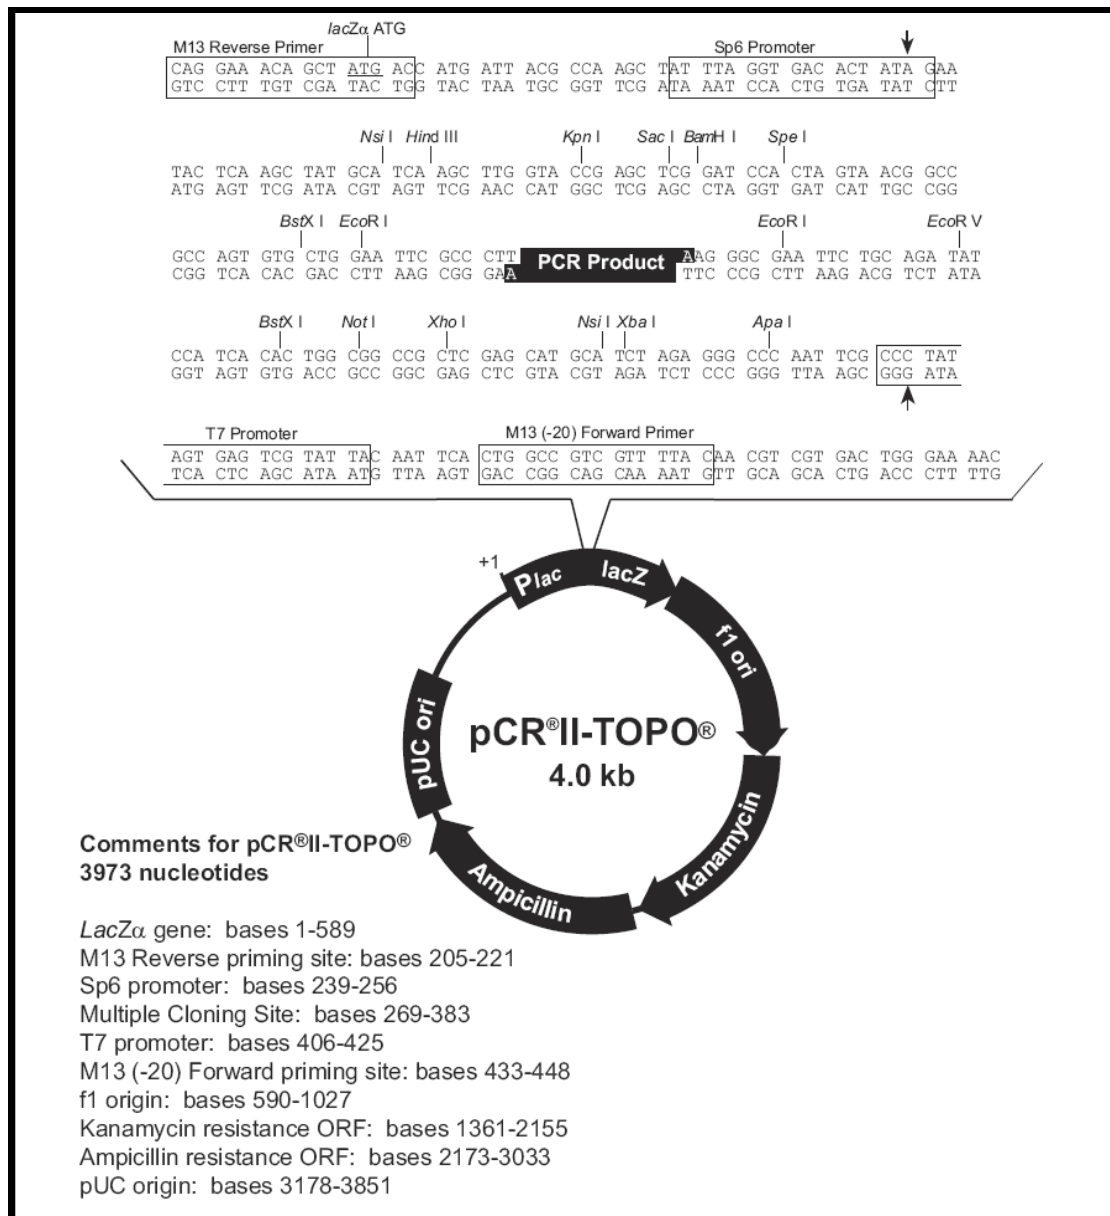 lacZα ATG
M13 Reverse Primer
Sp6 Promoter
CAG GAA ACA GCT ATG ACC ATG ATT ACG CCA AGC TAT TTA GGT GAC ACT ATA GAA
GTC CTT TGT CGA TAC TGG TAC TAA TGC GGT TCG ATA AAT CCA CTG TGA TAT CTT
Nsi I Hind III Kpn I Sac I BamH I Spe I
TAC TCA AGC TAT GCA TCA AGC TTG GTA CCG AGC TCG GAT CCA CTA GTA ACG GCC
ATG AGT TCG ATA CGT AGT TCG AAC CAT GGC TCG AGC CTA GGT GAT CAT TGC CGG
BstX I EcoR I EcoR I EcoR V
GCC AGT GTG CTG GAA TTC GCC CTT PCR Product AAG GGC GAA TTC TGC AGA TAT
CGG TCA CAC GAC CTT AAG CGG GAA TTC CCG CTT AAG ACG TCT ATA
BstX I Not I Xho I Nsi I Xba I Apa I
CCA TCA CAC TGG CGG CCG CTC GAG CAT GCA TCT AGA GGG CCC AAT TCG CCC TAT
GGT AGT GTG ACC GCC GGC GAG CTC GTA CGT AGA TCT CCC GGG TTA AGC GGG ATA
T7 Promoter
M13 (-20) Forward Primer
AGT GAG TCG TAT TAC AAT TCA CTG GCC GTC GTT TTA CAA CGT CGT GAC TGG GAA AAC
TCA CTC AGC ATA ATG TTA AGT GAC CGG CAG CAA AAT GTT GCA GCA CTG ACC CTT TTG
+1
Plac
lacZ
f1 ori
pUC ori
pCR®II-TOPO®
4.0 kb
Kanamycin
Ampicillin
Comments for pCR®II-TOPO®
3973 nucleotides
LacZα gene: bases 1-589
M13 Reverse priming site: bases 205-221
Sp6 promoter: bases 239-256
Multiple Cloning Site: bases 269-383
T7 promoter: bases 406-425
M13 (-20) Forward priming site: bases 433-448
f1 origin: bases 590-1027
Kanamycin resistance ORF: bases 1361-2155
Ampicillin resistance ORF: bases 2173-3033
pUC origin: bases 3178-3851